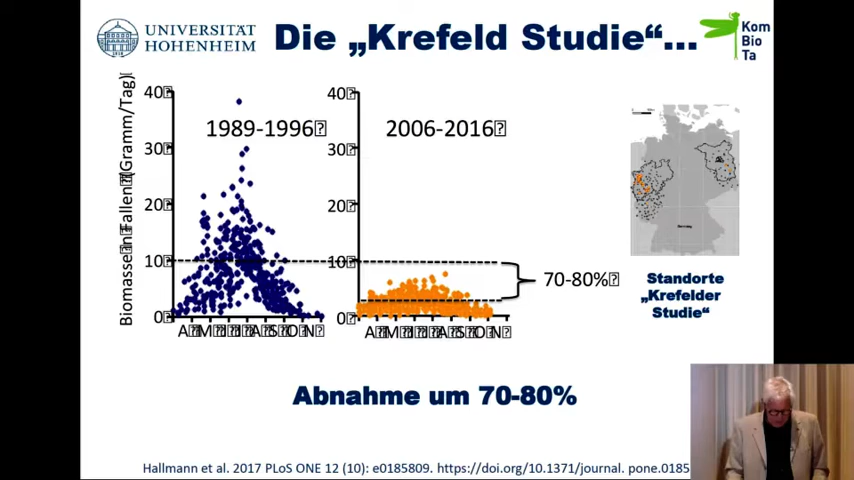 UNIVERSITÄT
HOHENHEIM
Die „Krefeld Studie“...
Kom
Bio
Ta
Biomasse in Fallen (Gramm/Tag)
40
30
20
10
0
1989-1996
A M J J A S O N
40
30
20
10
0
2006-2016
A M J J A S O N
70-80%
Standorte
„Krefelder
Studie“
Abnahme um 70-80%
Hallmann et al. 2017 PLoS ONE 12 (10): e0185809. https://doi.org/10.1371/journal. pone.0185